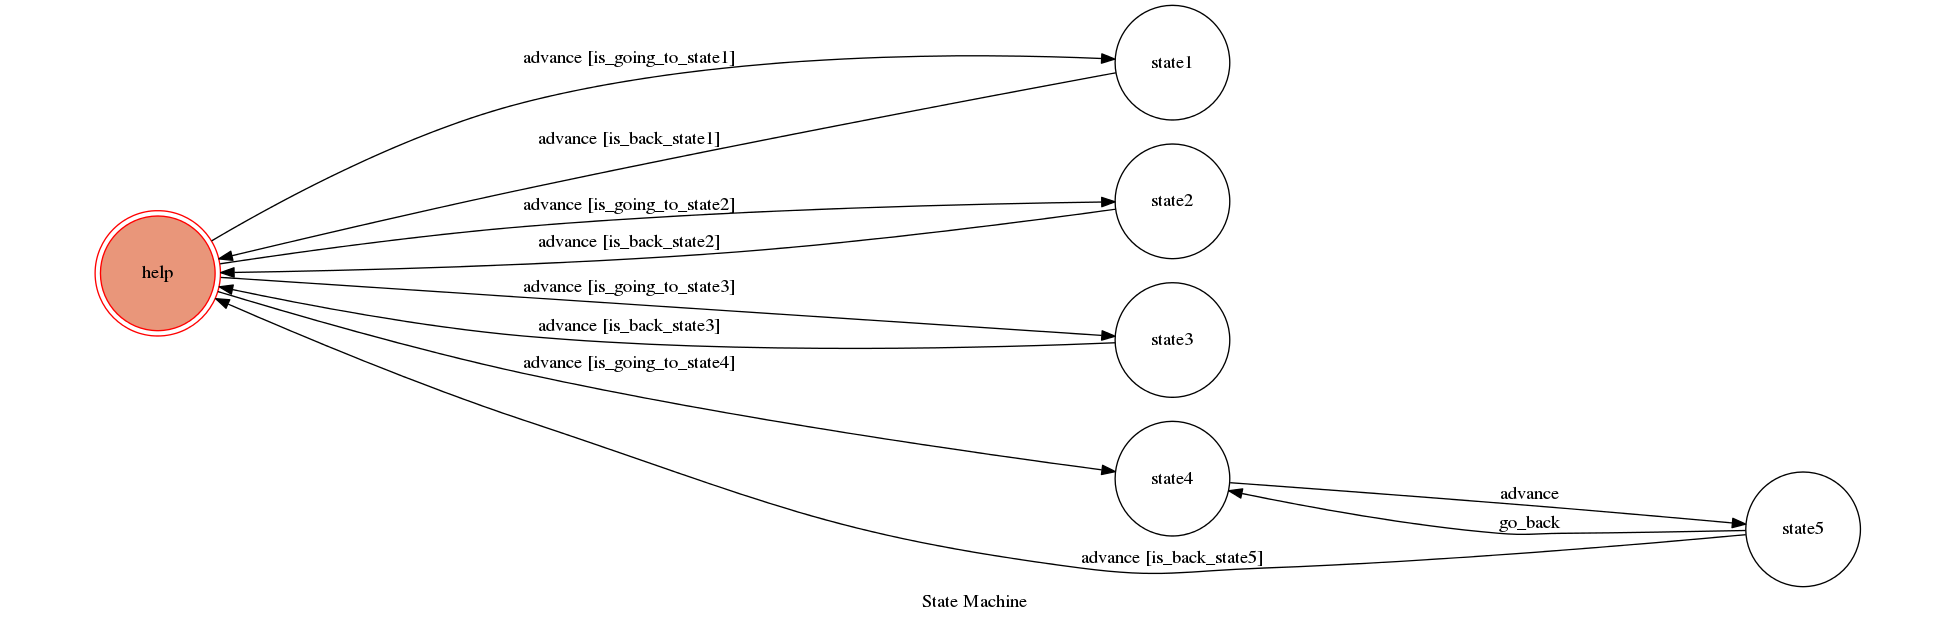 advance [is_going_to_state1]
state1
advance [is_back_state1]
advance [is_going_to_state2]
state2
advance [is_back_state2]
help
advance [is_going_to_state3]
advance [is_back_state3]
state3
advance [is_going_to_state4]
state4
advance
go_back
state5
advance [is_back_state5]
State Machine